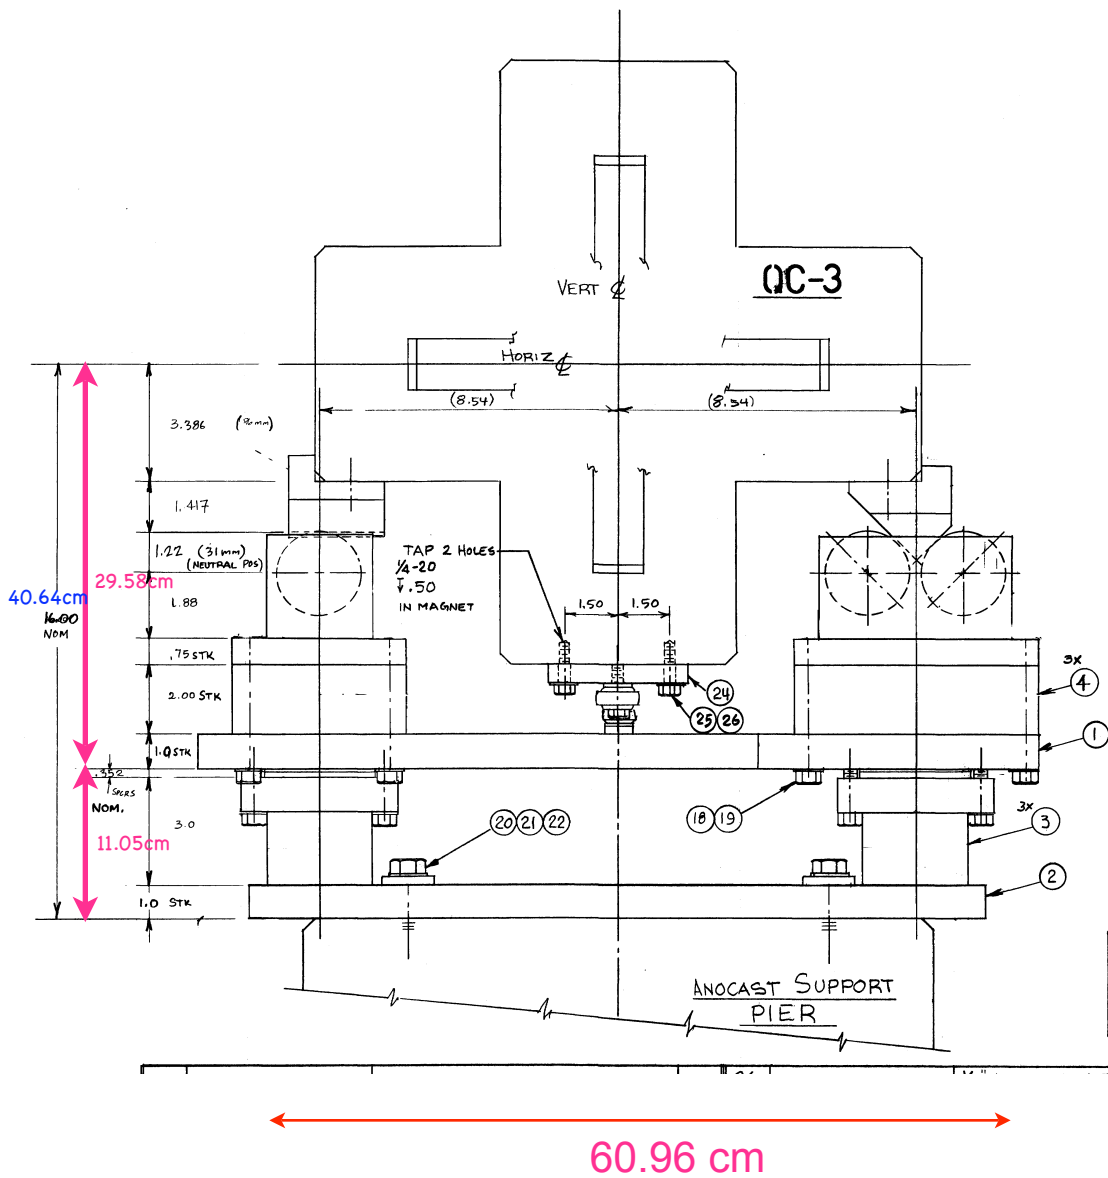 QC-3
VERT ℄
HORIZ ℄
(8.54)
(8.54)
3.386 (86mm)
1.417
1.22 (31mm)
(NEUTRAL POS)
29.58cm
40.64cm
16.00
NOM
1.88
.75 STK
2.00 STK
1.0 STK
.352
SPCRS
NOM.
3.0
11.05cm
1.0 STK
TAP 2 HOLES
1/4-20
↧ .50
IN MAGNET
1.50
1.50
24
25 26
3x
4
1
18 19
3x
3
20 21 22
2
ANOCAST SUPPORT
PIER
60.96 cm